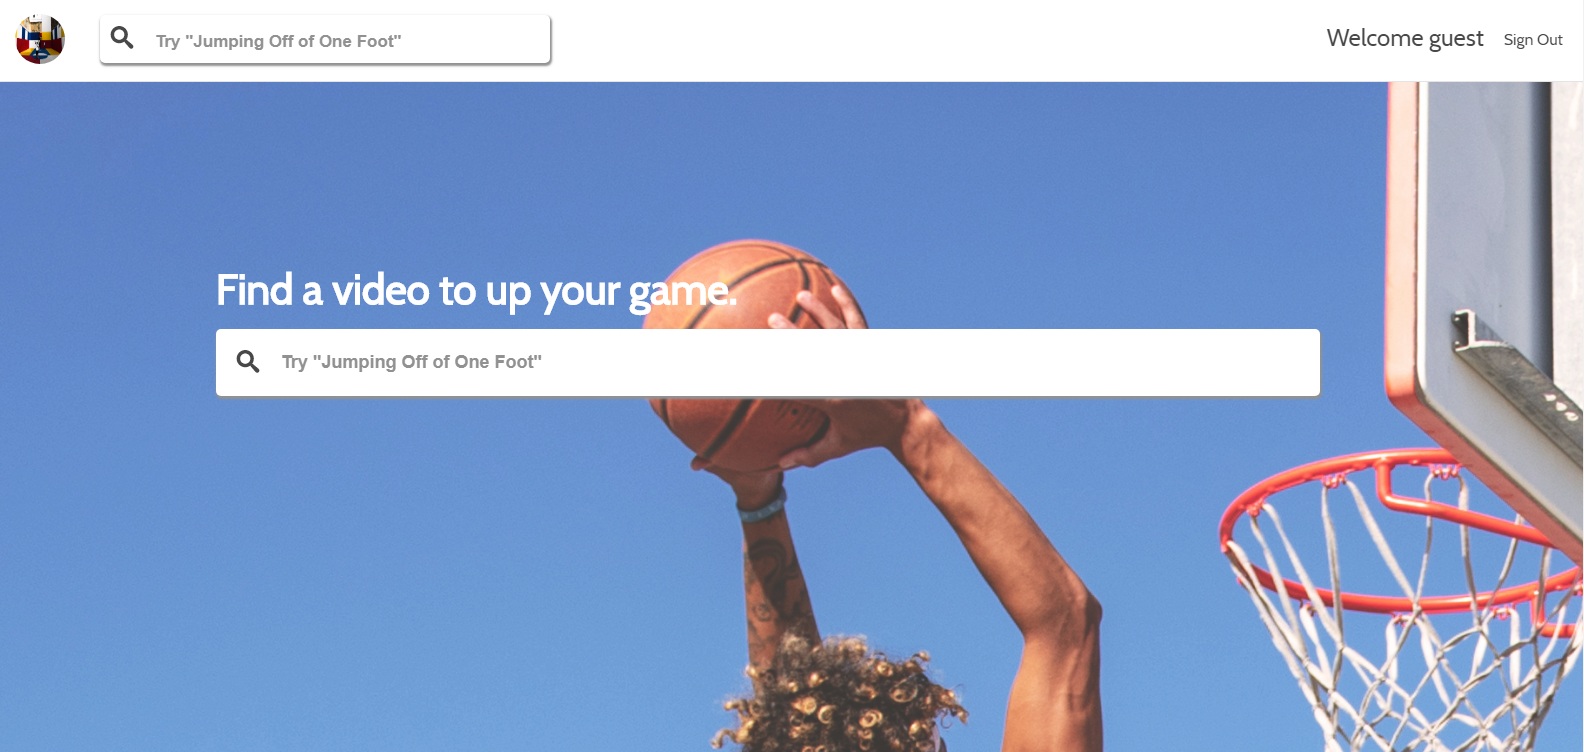 Try "Jumping Off of One Foot"
Welcome guest
Sign Out
Find a video to up your game.
Try "Jumping Off of One Foot"